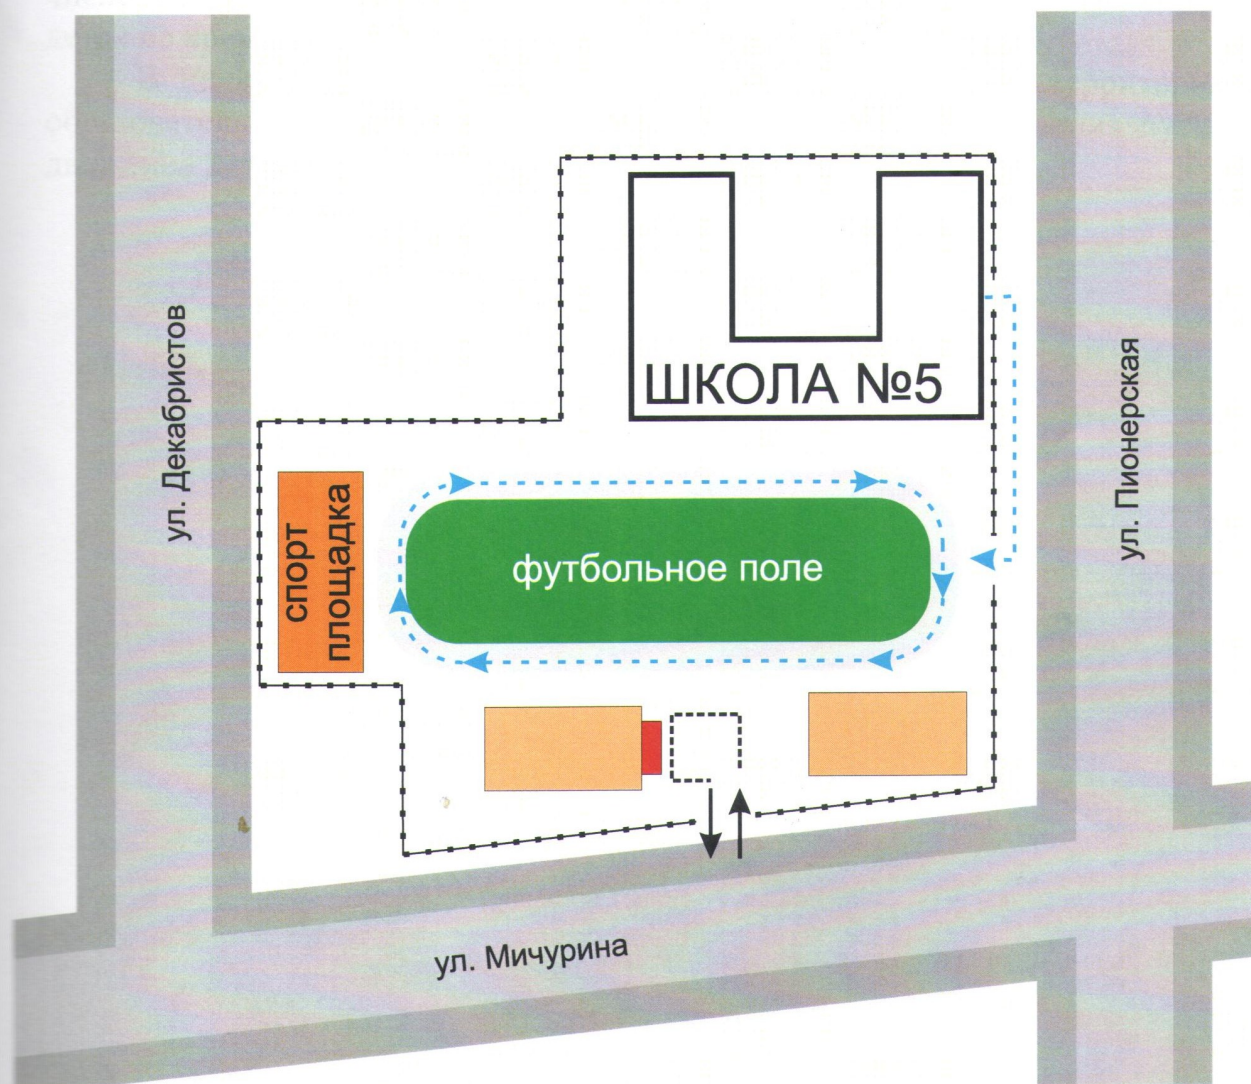 ШКОЛА №5
ул. Декабристов
ул. Пионерская
спорт
площадка
футбольное поле
ул. Мичурина